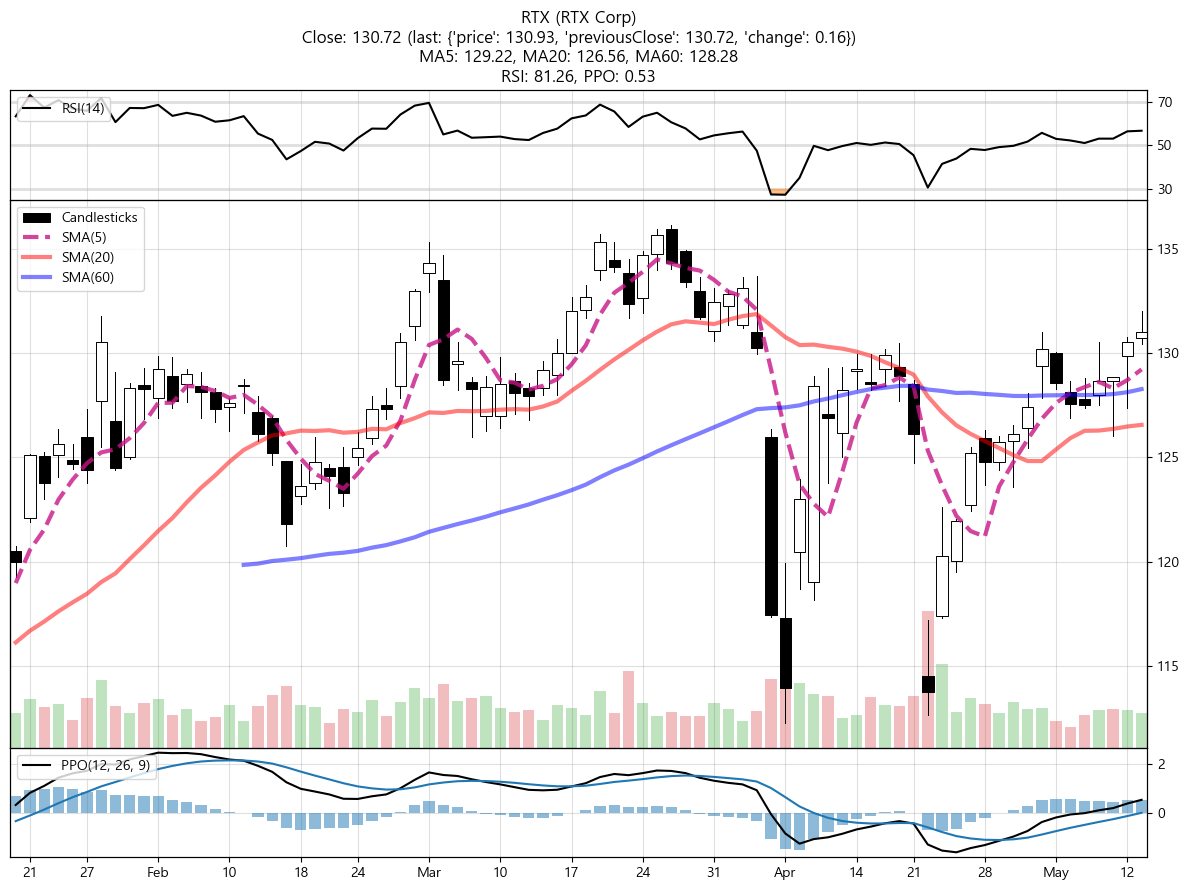 RTX (RTX Corp)
Close: 130.72 (last: {'price': 130.93, 'previousClose': 130.72, 'change': 0.16})
MA5: 129.22, MA20: 126.56, MA60: 128.28
RSI: 81.26, PPO: 0.53
RSI(14)
70
50
30
Candlesticks
SMA(5)
SMA(20)
SMA(60)
135
130
125
120
115
PPO(12, 26, 9)
2
0
21 27 Feb 10 18 24 Mar 10 17 24 31 Apr 14 21 28 May 12